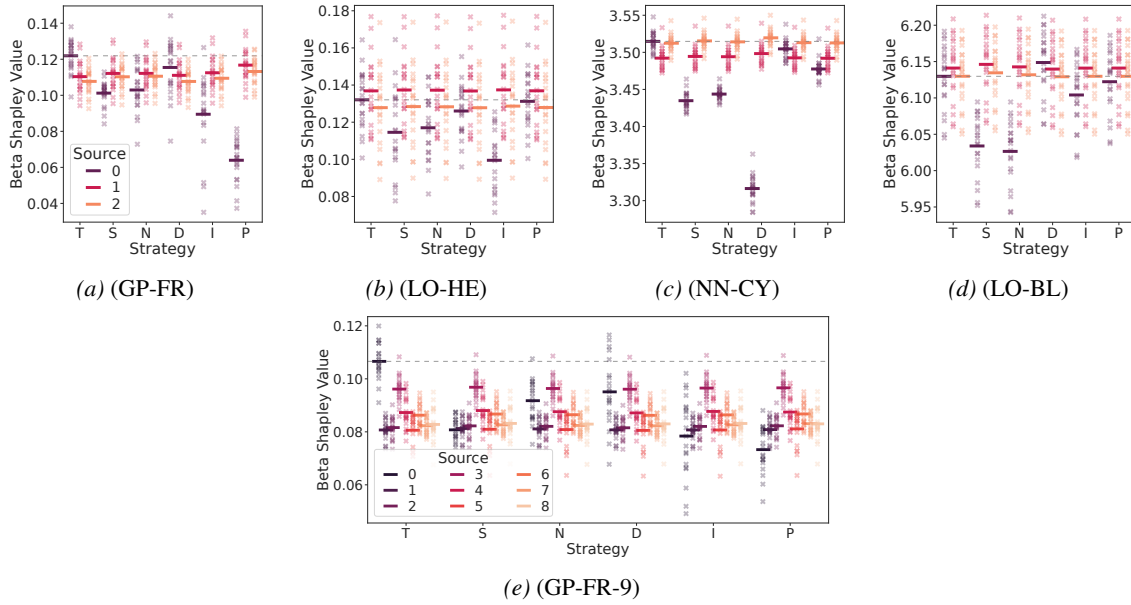 Beta Shapley Value
0.14
0.12
0.10
0.08
0.06
0.04
Source
0
1
2
T S N D I P
Strategy
(a) (GP-FR)
Beta Shapley Value
0.18
0.16
0.14
0.12
0.10
0.08
T S N D I P
Strategy
(b) (LO-HE)
Beta Shapley Value
3.55
3.50
3.45
3.40
3.35
3.30
T S N D I P
Strategy
(c) (NN-CY)
Beta Shapley Value
6.20
6.15
6.10
6.05
6.00
5.95
T S N D I P
Strategy
(d) (LO-BL)
Beta Shapley Value
0.12
0.10
0.08
0.06
Source
0 3 6
1 4 7
2 5 8
T S N D I P
Strategy
(e) (GP-FR-9)